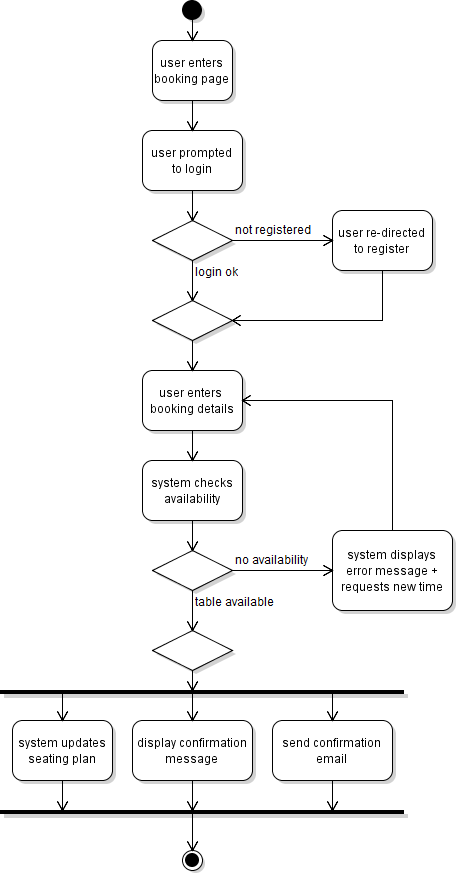 user enters
booking page
user prompted
to login
not registered
user re-directed
to register
login ok
user enters
booking details
system checks
availability
no availability
system displays
error message +
requests new time
table available
system updates
seating plan
display confirmation
message
send confirmation
email